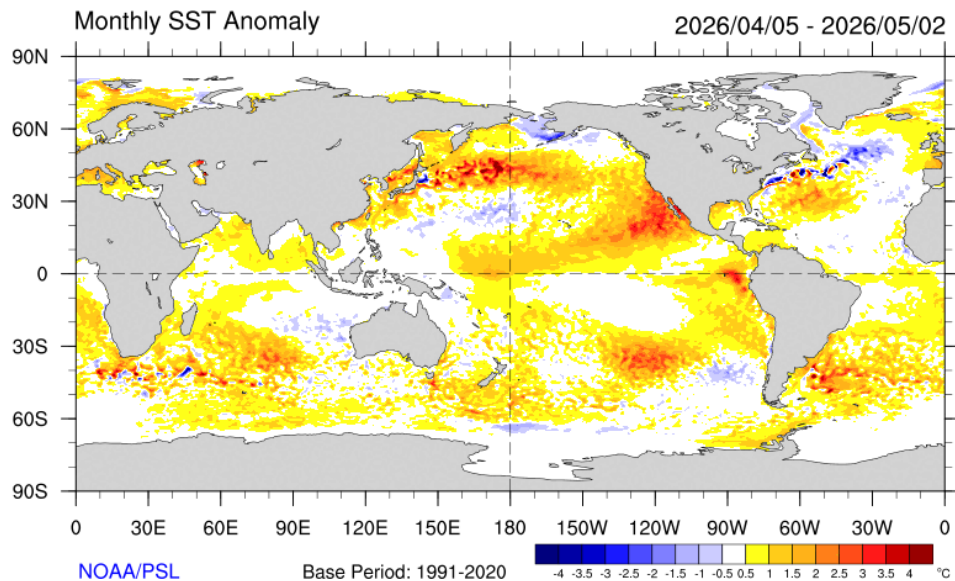 Monthly SST Anomaly 2026/04/05 - 2026/05/02
90N
60N
30N
0
30S
60S
90S
0 30E 60E 90E 120E 150E 180 150W 120W 90W 60W 30W 0
NOAA/PSL Base Period: 1991-2020
-4 -3 -2.5 -2 -1.5 -1 -0.5 0.5 1 1.5 2 2.5 3 3.5 4 °C